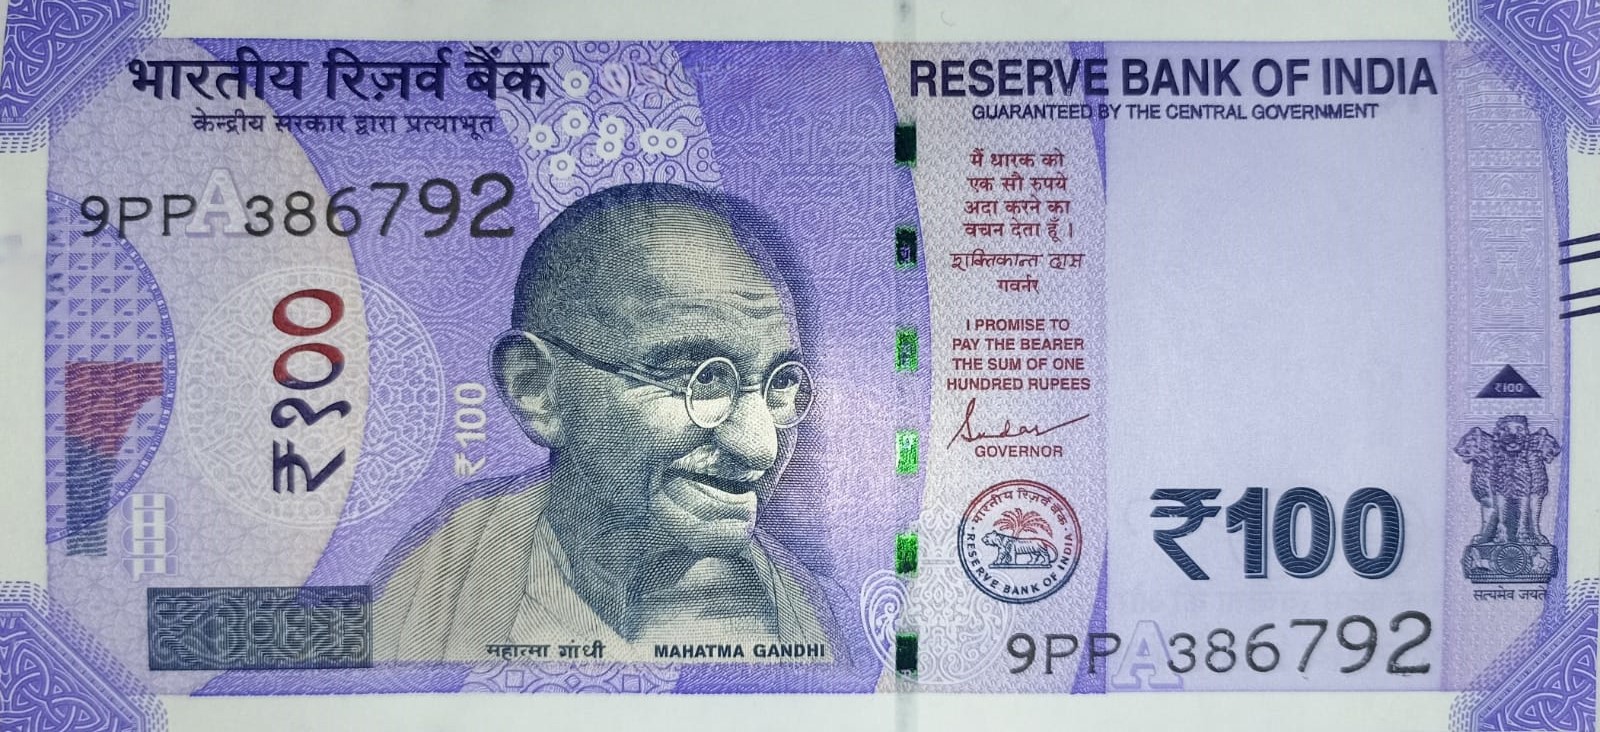 भारतीय रिज़र्व बैंक
केन्द्रीय सरकार द्वारा प्रत्याभूत
9PP A 386792
₹१००
₹100
महात्मा गांधी MAHATMA GANDHI
RESERVE BANK OF INDIA
GUARANTEED BY THE CENTRAL GOVERNMENT
मैं धारक को
एक सौ रुपये
अदा करने का
वचन देता हूँ ।
शक्तिकान्त दास
गवर्नर
I PROMISE TO
PAY THE BEARER
THE SUM OF ONE
HUNDRED RUPEES
GOVERNOR
भारतीय रिज़र्व बैंक
RESERVE BANK OF INDIA
₹100
₹100
सत्यमेव जयते
9PP A 386792